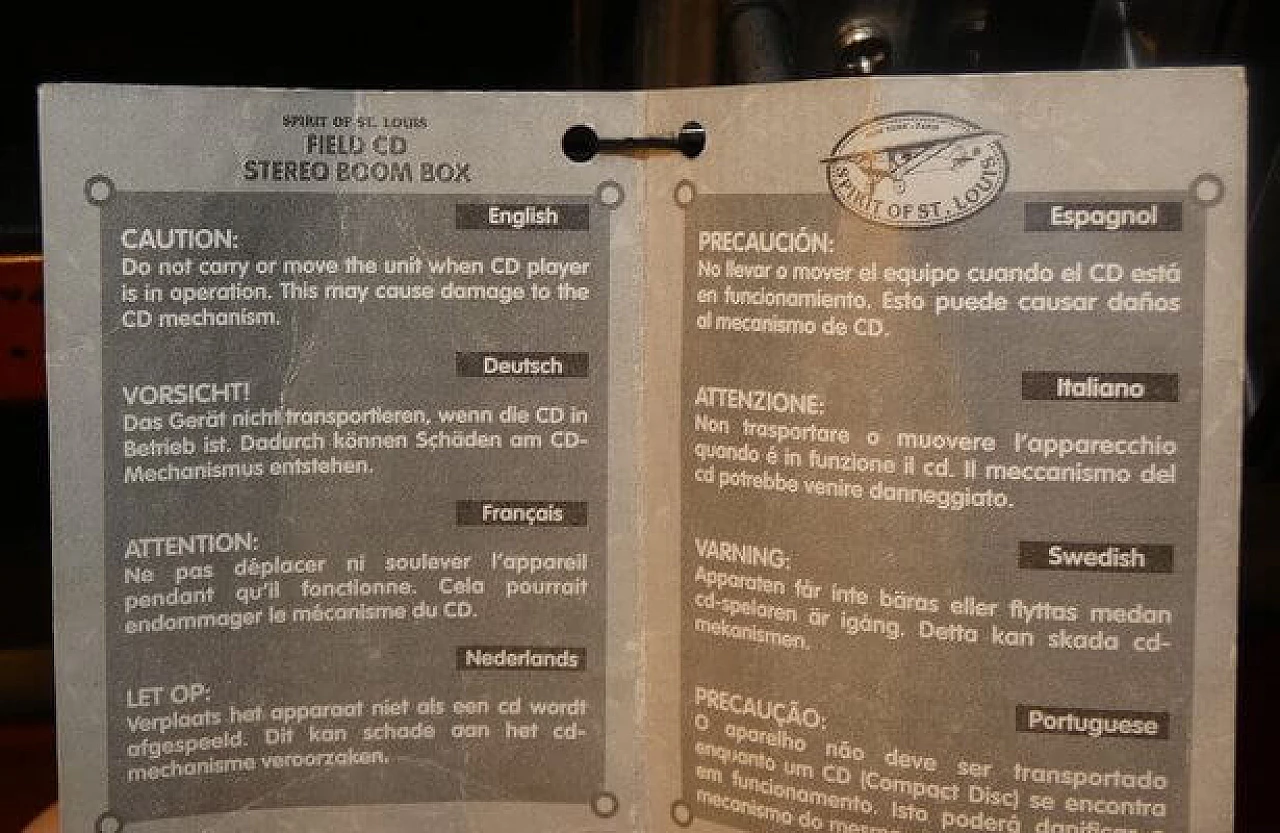 SPIRIT OF ST. LOUIS
FIELD CD
STEREO BOOM BOX
English
CAUTION:
Do not carry or move the unit when CD player
is in operation. This may cause damage to the
CD mechanism.
Deutsch
VORSICHT!
Das Gerät nicht transportieren, wenn die CD in
Betrieb ist. Dadurch können Schäden am CD-
Mechanismus entstehen.
Français
ATTENTION:
Ne pas déplacer ni soulever l'appareil
pendant qu'il fonctionne. Cela pourrait
endommager le mécanisme du CD.
Nederlands
LET OP:
Verplaats het apparaat niet als een cd wordt
afgespeeld. Dit kan schade aan het cd-
mechanisme veroorzaken.
NEW YORK - PARIS
SPIRIT OF ST. LOUIS
Espagnol
PRECAUCIÓN:
No llevar o mover el equipo cuando el CD está
en funcionamiento. Esto puede causar daños
al mecanismo de CD.
Italiano
ATTENZIONE:
Non trasportare o muovere l'apparecchio
quando é in funzione il cd. Il meccanismo del
cd potrebbe venire danneggiato.
Swedish
VARNING:
Apparaten får inte bäras eller flyttas medan
cd-spelaren är igång. Detta kan skada cd-
mekanismen.
Portuguese
PRECAUÇÃO:
O aparelho não deve ser transportado
enquanto um CD (Compact Disc) se encontra
em funcionamento. Isto poderá
mecanismo do mesmo